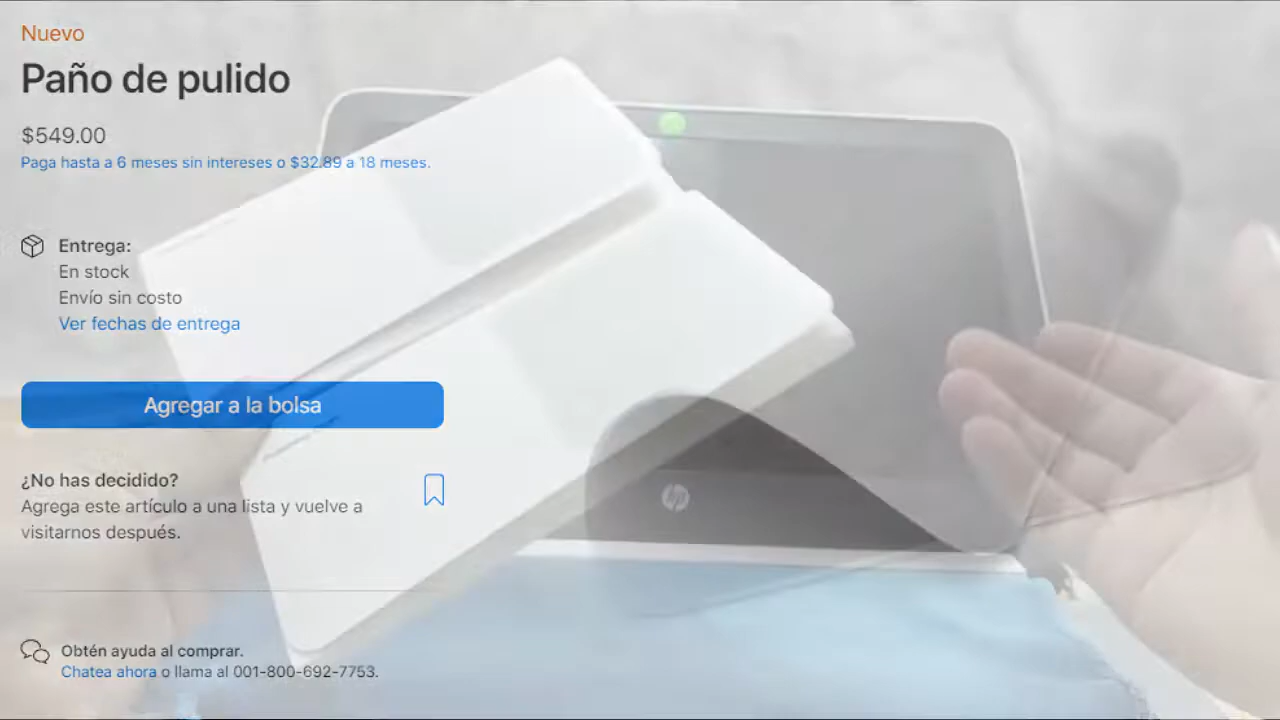 Nuevo
Paño de pulido
$549.00
Paga hasta a 6 meses sin intereses o $32.89 a 18 meses.
Entrega:
En stock
Envío sin costo
Ver fechas de entrega
Agregar a la bolsa
¿No has decidido?
Agrega este artículo a una lista y vuelve a
visitarnos después.
Obtén ayuda al comprar.
Chatea ahora o llama al 001-800-692-7753.
hp